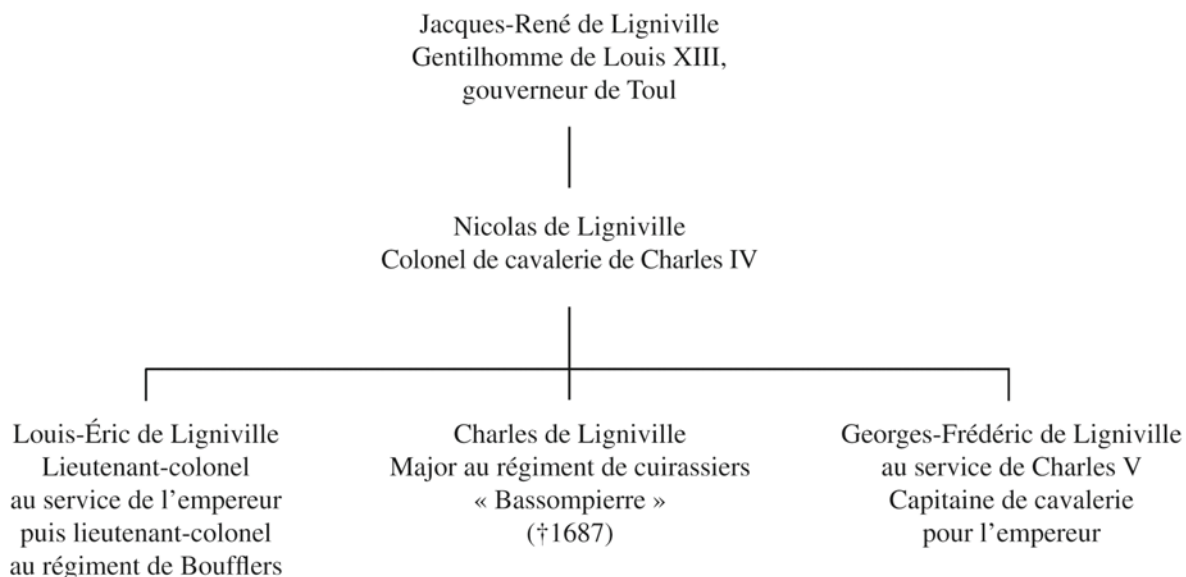 Jacques-René de Ligniville
Gentilhomme de Louis XIII,
gouverneur de Toul
Nicolas de Ligniville
Colonel de cavalerie de Charles IV
Louis-Éric de Ligniville
Lieutenant-colonel
au service de l’empereur
puis lieutenant-colonel
au régiment de Boufflers
Charles de Ligniville
Major au régiment de cuirassiers
« Bassompierre »
(†1687)
Georges-Frédéric de Ligniville
au service de Charles V
Capitaine de cavalerie
pour l’empereur